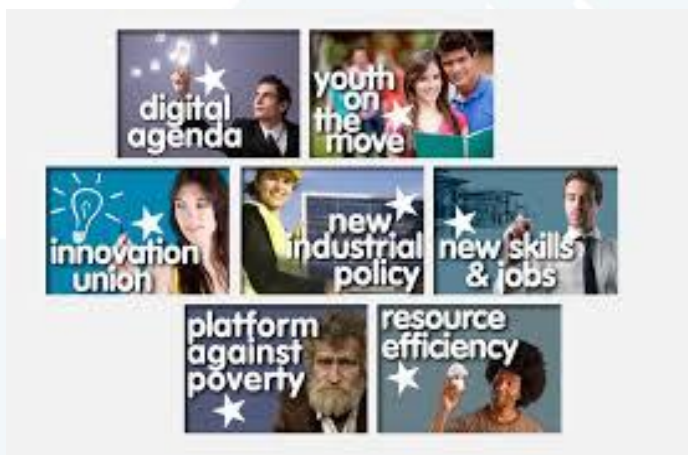 digital
agenda
youth
on
the
move
innovation
union
new
industrial
policy
new skills
& jobs
platform
against
poverty
resource
efficiency